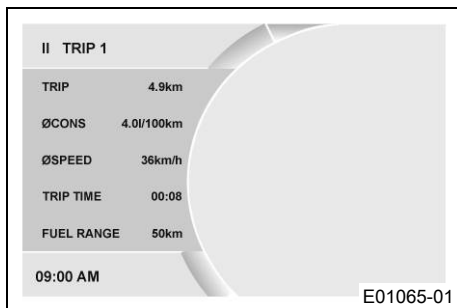 II TRIP 1
TRIP 4.9km
ØCONS 4.0l/100km
ØSPEED 36km/h
TRIP TIME 00:08
FUEL RANGE 50km
09:00 AM
E01065-01